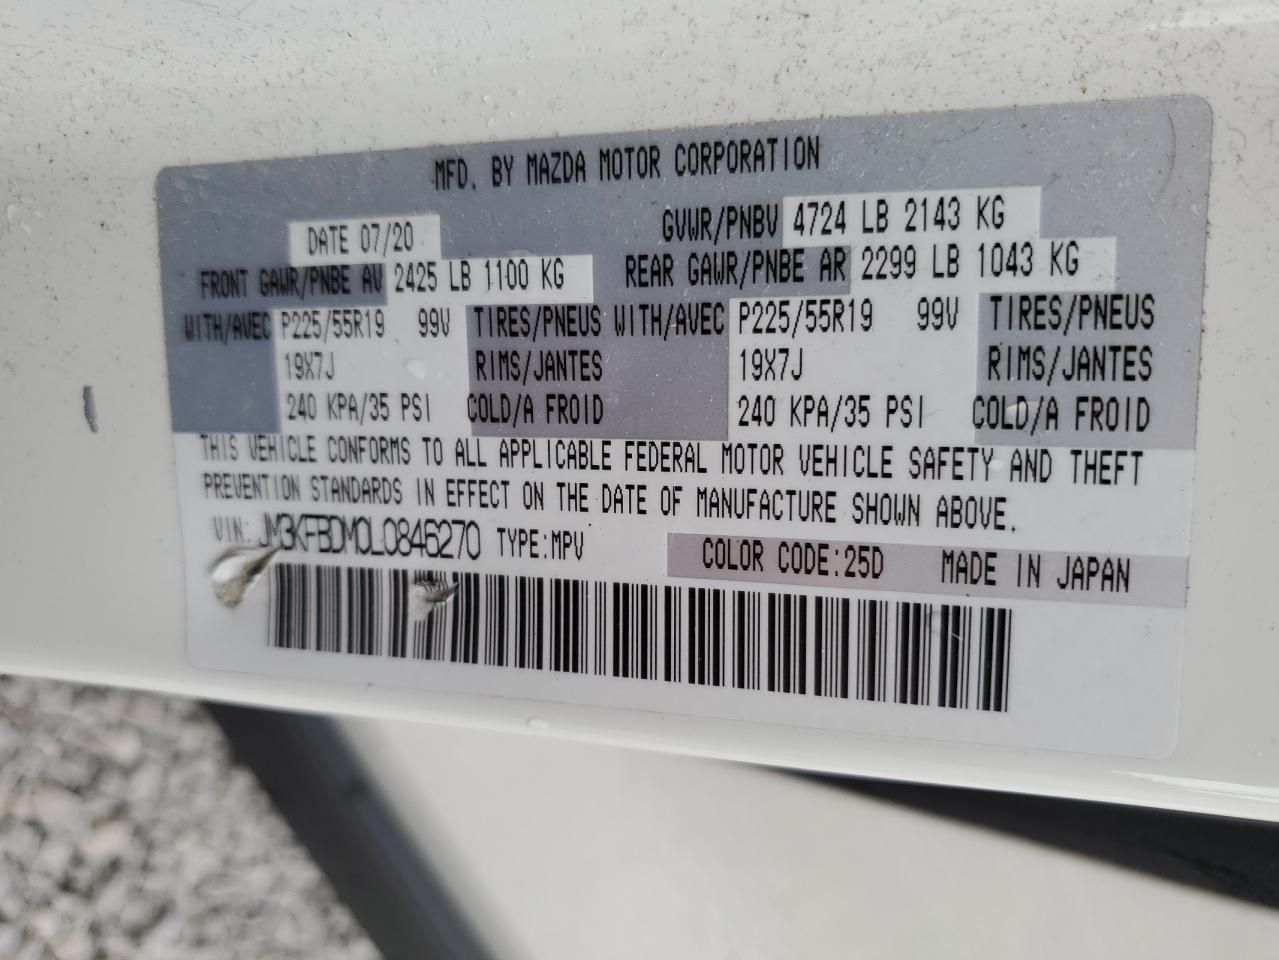 MFD. BY MAZDA MOTOR CORPORATION
DATE 07/20 GVWR/PNBV 4724 LB 2143 KG
FRONT GAWR/PNBE AV 2425 LB 1100 KG REAR GAWR/PNBE AR 2299 LB 1043 KG
WITH/AVEC P225/55R19 99V TIRES/PNEUS WITH/AVEC P225/55R19 99V TIRES/PNEUS
19X7J RIMS/JANTES 19X7J RIMS/JANTES
240 KPA/35 PSI COLD/A FROID 240 KPA/35 PSI COLD/A FROID
THIS VEHICLE CONFORMS TO ALL APPLICABLE FEDERAL MOTOR VEHICLE SAFETY AND THEFT
PREVENTION STANDARDS IN EFFECT ON THE DATE OF MANUFACTURE SHOWN ABOVE.
VIN: JM3KFBDM0L0846270 TYPE:MPV COLOR CODE:25D MADE IN JAPAN